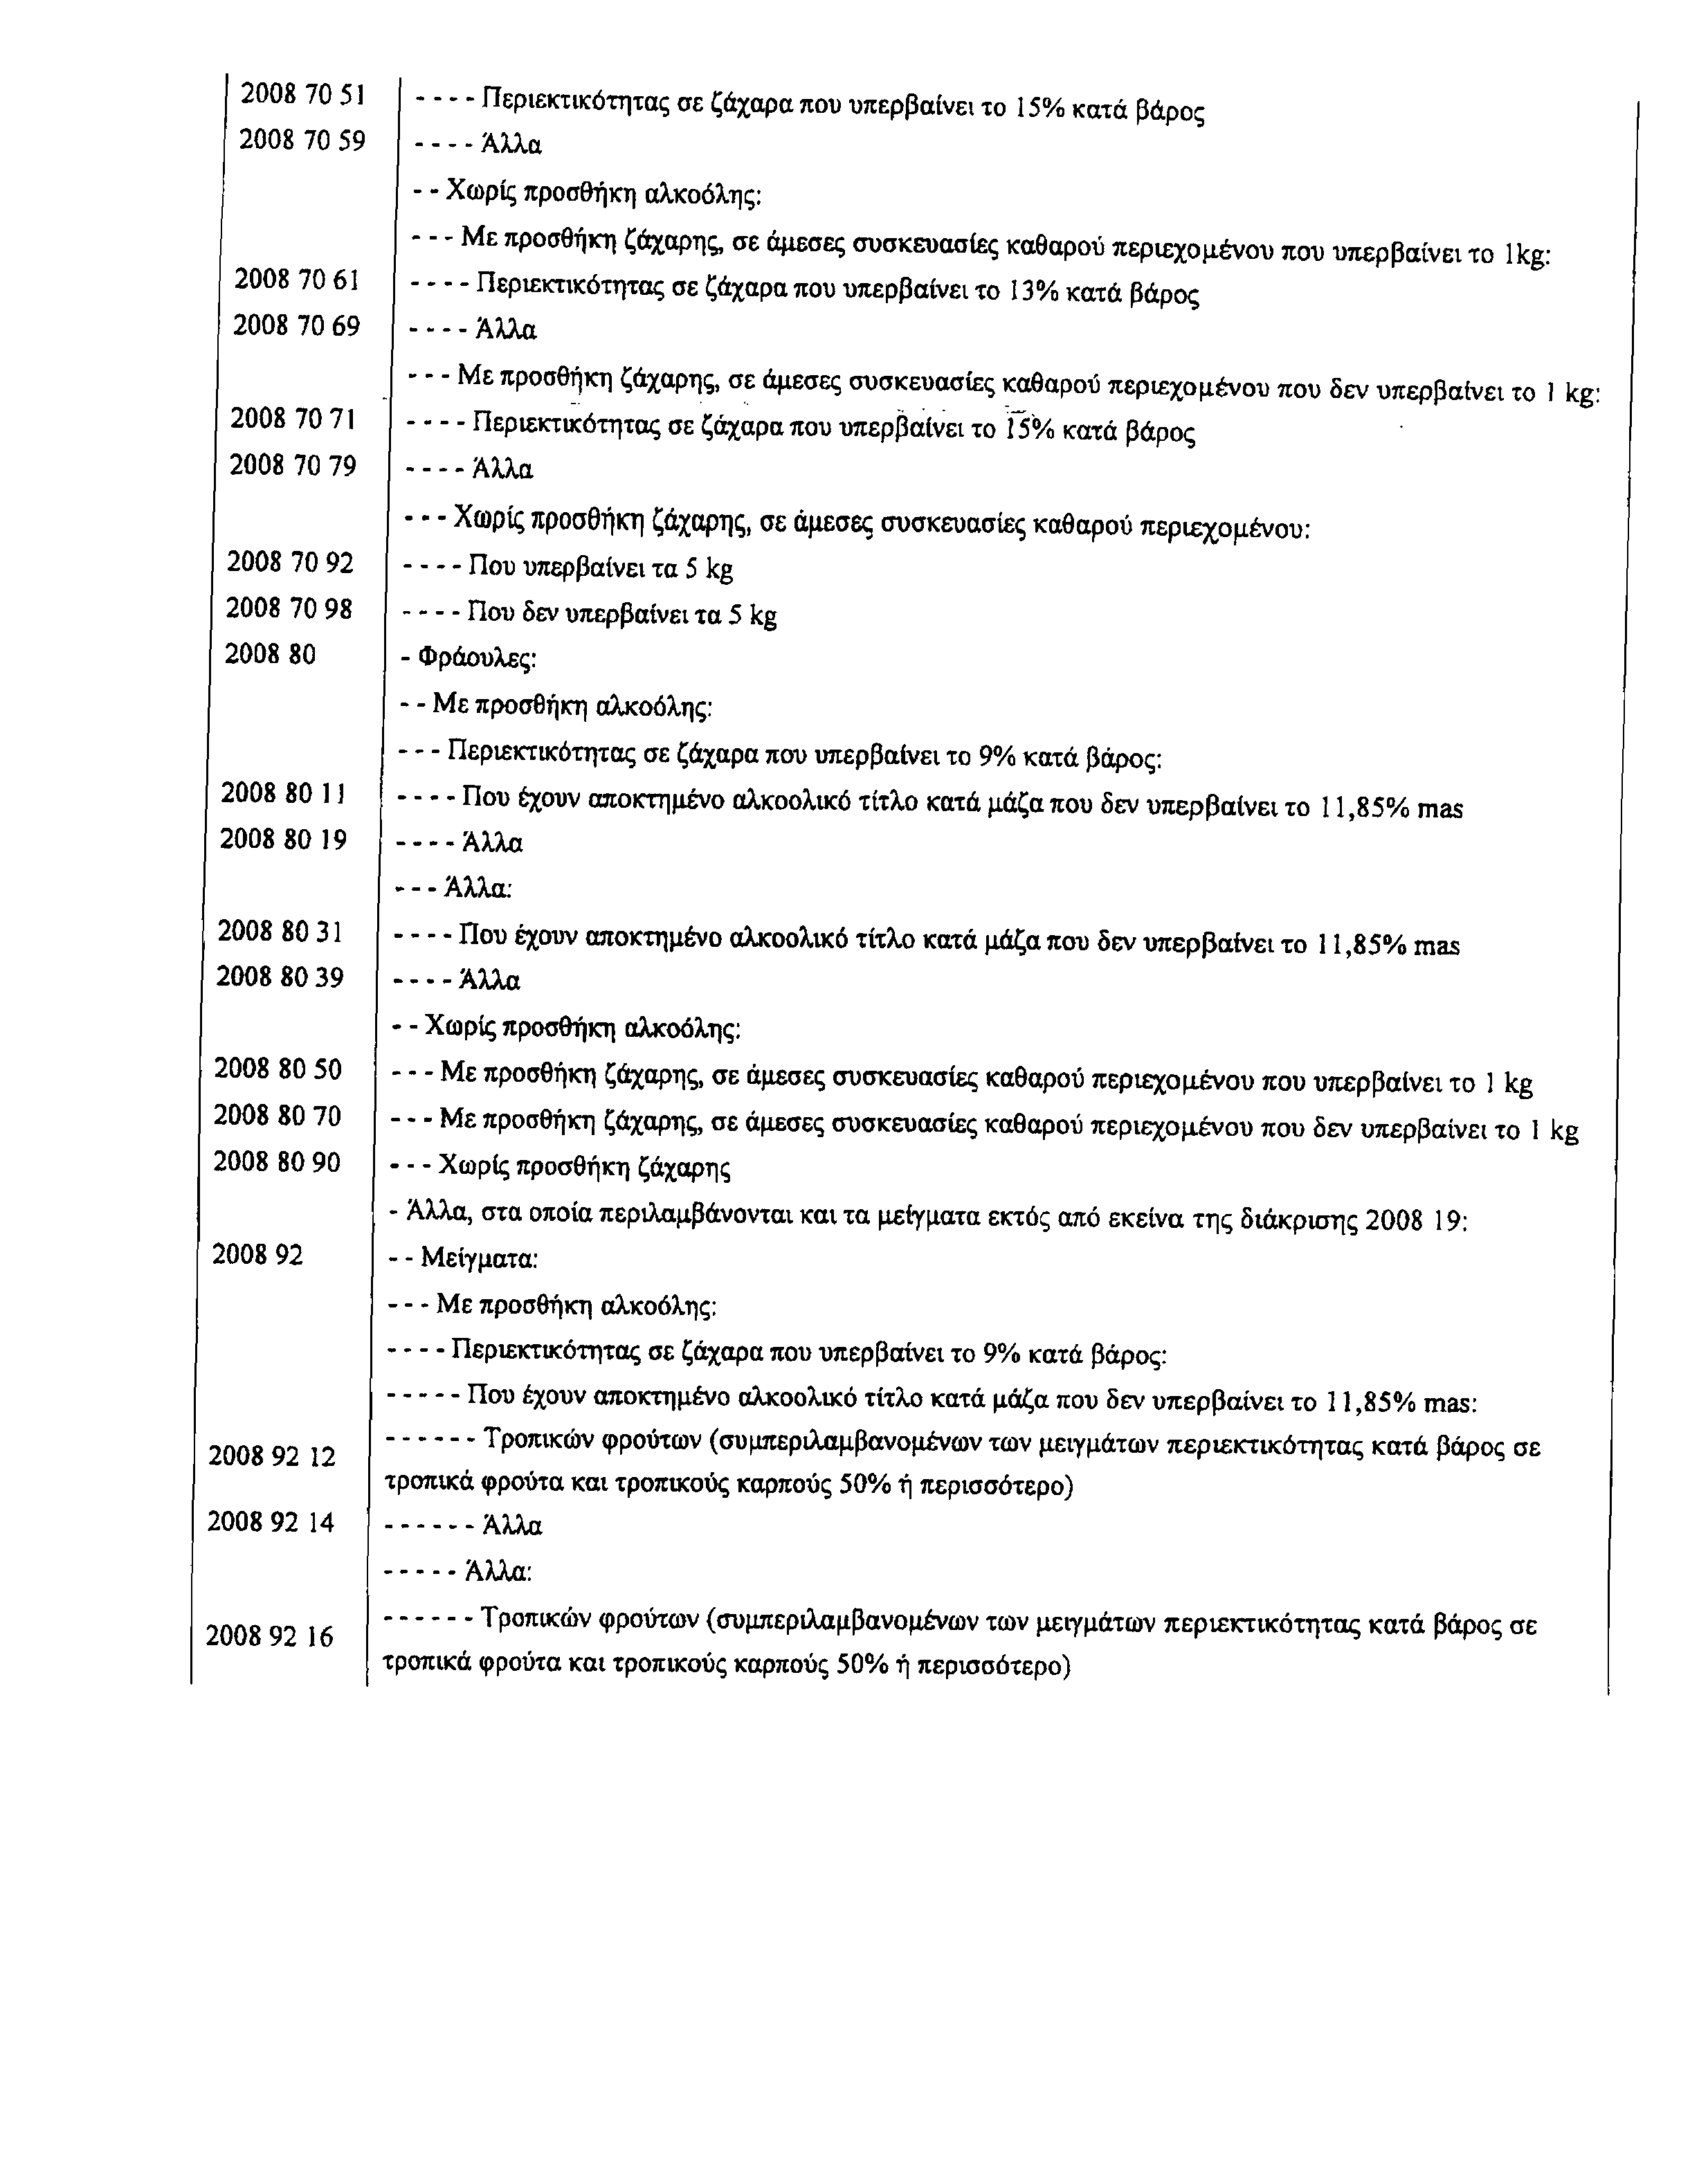 2008 70 51 - - - - Περιεκτικότητας σε ζάχαρα που υπερβαίνει το 15% κατά βάρος
2008 70 59 - - - - Άλλα
- - Χωρίς προσθήκη αλκοόλης:
- - - Με προσθήκη ζάχαρης, σε άμεσες συσκευασίες καθαρού περιεχομένου που υπερβαίνει το 1kg:
2008 70 61 - - - - Περιεκτικότητας σε ζάχαρα που υπερβαίνει το 13% κατά βάρος
2008 70 69 - - - - Άλλα
- - - Με προσθήκη ζάχαρης, σε άμεσες συσκευασίες καθαρού περιεχομένου που δεν υπερβαίνει το 1 kg:
2008 70 71 - - - - Περιεκτικότητας σε ζάχαρα που υπερβαίνει το 15% κατά βάρος
2008 70 79 - - - - Άλλα
- - - Χωρίς προσθήκη ζάχαρης, σε άμεσες συσκευασίες καθαρού περιεχομένου:
2008 70 92 - - - - Που υπερβαίνει τα 5 kg
2008 70 98 - - - - Που δεν υπερβαίνει τα 5 kg
2008 80 - Φράουλες:
- - Με προσθήκη αλκοόλης:
- - - Περιεκτικότητας σε ζάχαρα που υπερβαίνει το 9% κατά βάρος:
2008 80 11 - - - - Που έχουν αποκτημένο αλκοολικό τίτλο κατά μάζα που δεν υπερβαίνει το 11,85% mas
2008 80 19 - - - - Άλλα
- - - Άλλα:
2008 80 31 - - - - Που έχουν αποκτημένο αλκοολικό τίτλο κατά μάζα που δεν υπερβαίνει το 11,85% mas
2008 80 39 - - - - Άλλα
- - Χωρίς προσθήκη αλκοόλης:
2008 80 50 - - - Με προσθήκη ζάχαρης, σε άμεσες συσκευασίες καθαρού περιεχομένου που υπερβαίνει το 1 kg
2008 80 70 - - - Με προσθήκη ζάχαρης, σε άμεσες συσκευασίες καθαρού περιεχομένου που δεν υπερβαίνει το 1 kg
2008 80 90 - - - Χωρίς προσθήκη ζάχαρης
- Άλλα, στα οποία περιλαμβάνονται και τα μείγματα εκτός από εκείνα της διάκρισης 2008 19:
2008 92 - - Μείγματα:
- - - Με προσθήκη αλκοόλης:
- - - - Περιεκτικότητας σε ζάχαρα που υπερβαίνει το 9% κατά βάρος:
- - - - - Που έχουν αποκτημένο αλκοολικό τίτλο κατά μάζα που δεν υπερβαίνει το 11,85% mas:
2008 92 12 - - - - - - Τροπικών φρούτων (συμπεριλαμβανομένων των μειγμάτων περιεκτικότητας κατά βάρος σε
τροπικά φρούτα και τροπικούς καρπούς 50% ή περισσότερο)
2008 92 14 - - - - - - Άλλα
- - - - - Άλλα:
2008 92 16 - - - - - - Τροπικών φρούτων (συμπεριλαμβανομένων των μειγμάτων περιεκτικότητας κατά βάρος σε
τροπικά φρούτα και τροπικούς καρπούς 50% ή περισσότερο)